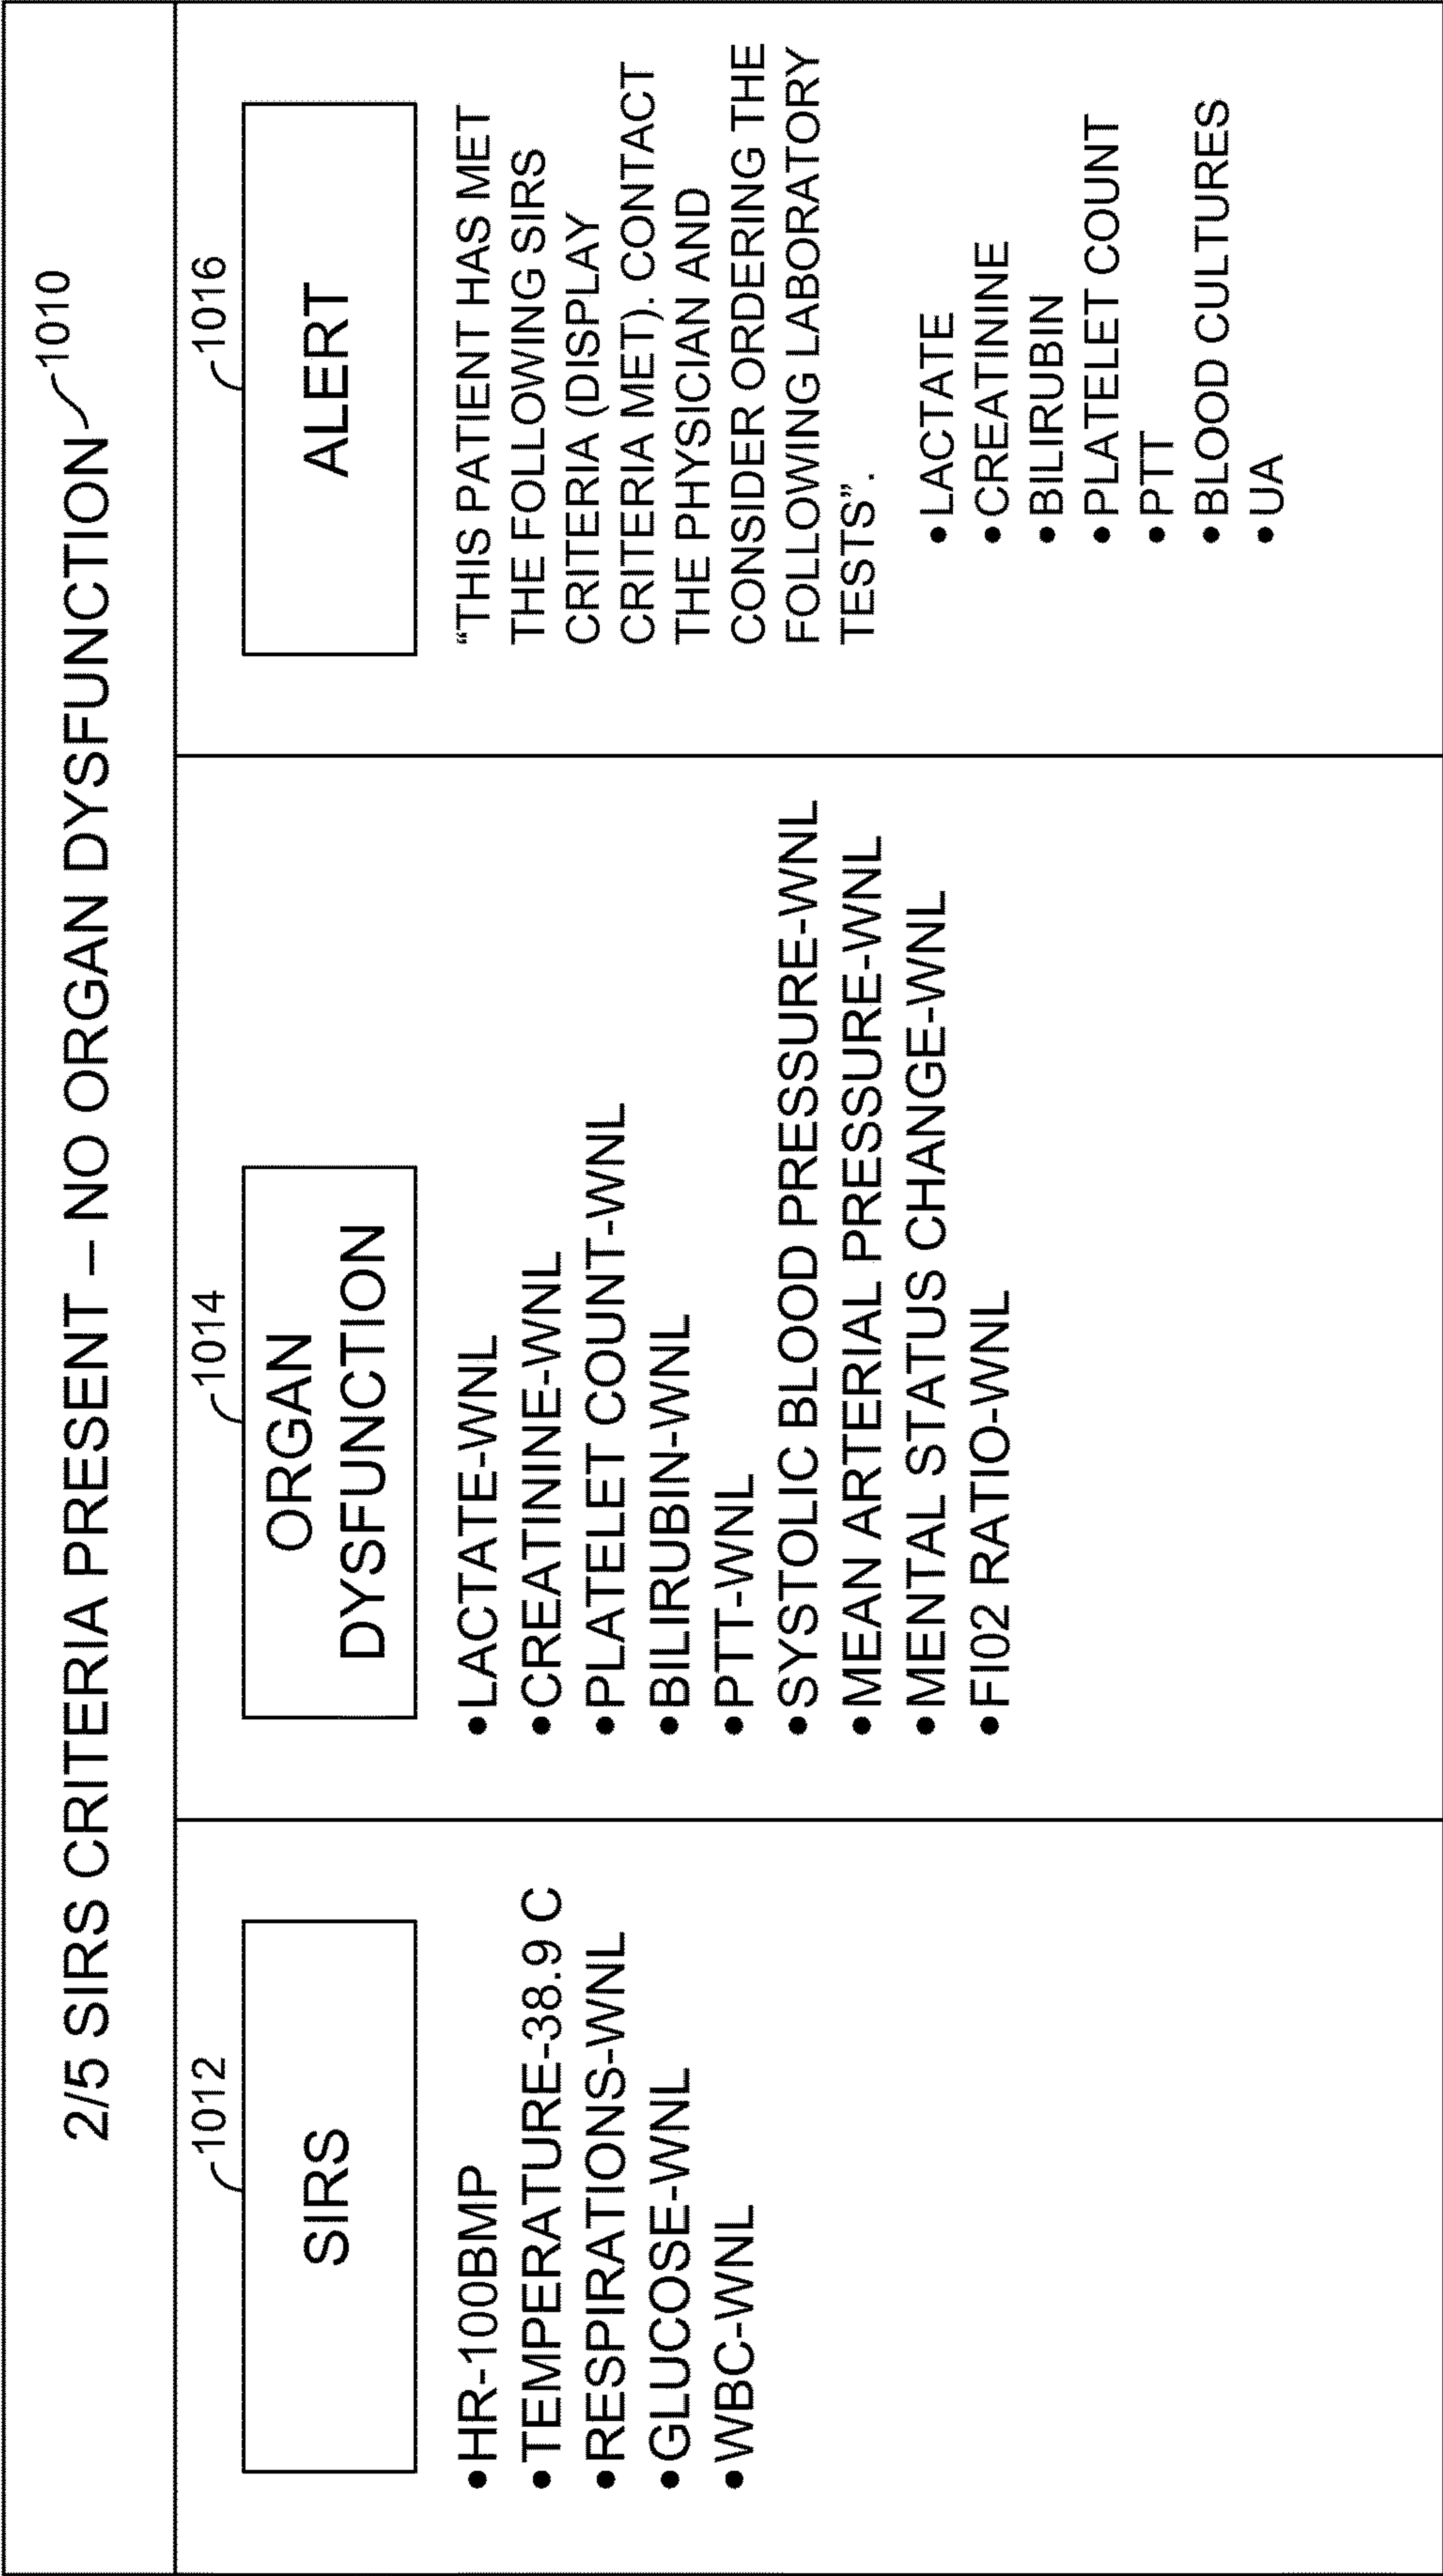 2/5 SIRS CRITERIA PRESENT – NO ORGAN DYSFUNCTION
1010
1012
SIRS
•HR-100BMP
•TEMPERATURE-38.9 C
•RESPIRATIONS-WNL
•GLUCOSE-WNL
•WBC-WNL
1014
ORGAN
DYSFUNCTION
•LACTATE-WNL
•CREATININE-WNL
•PLATELET COUNT-WNL
•BILIRUBIN-WNL
•PTT-WNL
•SYSTOLIC BLOOD PRESSURE-WNL
•MEAN ARTERIAL PRESSURE-WNL
•MENTAL STATUS CHANGE-WNL
•FI02 RATIO-WNL
1016
ALERT
“THIS PATIENT HAS MET
THE FOLLOWING SIRS
CRITERIA (DISPLAY
CRITERIA MET). CONTACT
THE PHYSICIAN AND
CONSIDER ORDERING THE
FOLLOWING LABORATORY
TESTS”.
•LACTATE
•CREATININE
•BILIRUBIN
•PLATELET COUNT
•PTT
•BLOOD CULTURES
•UA